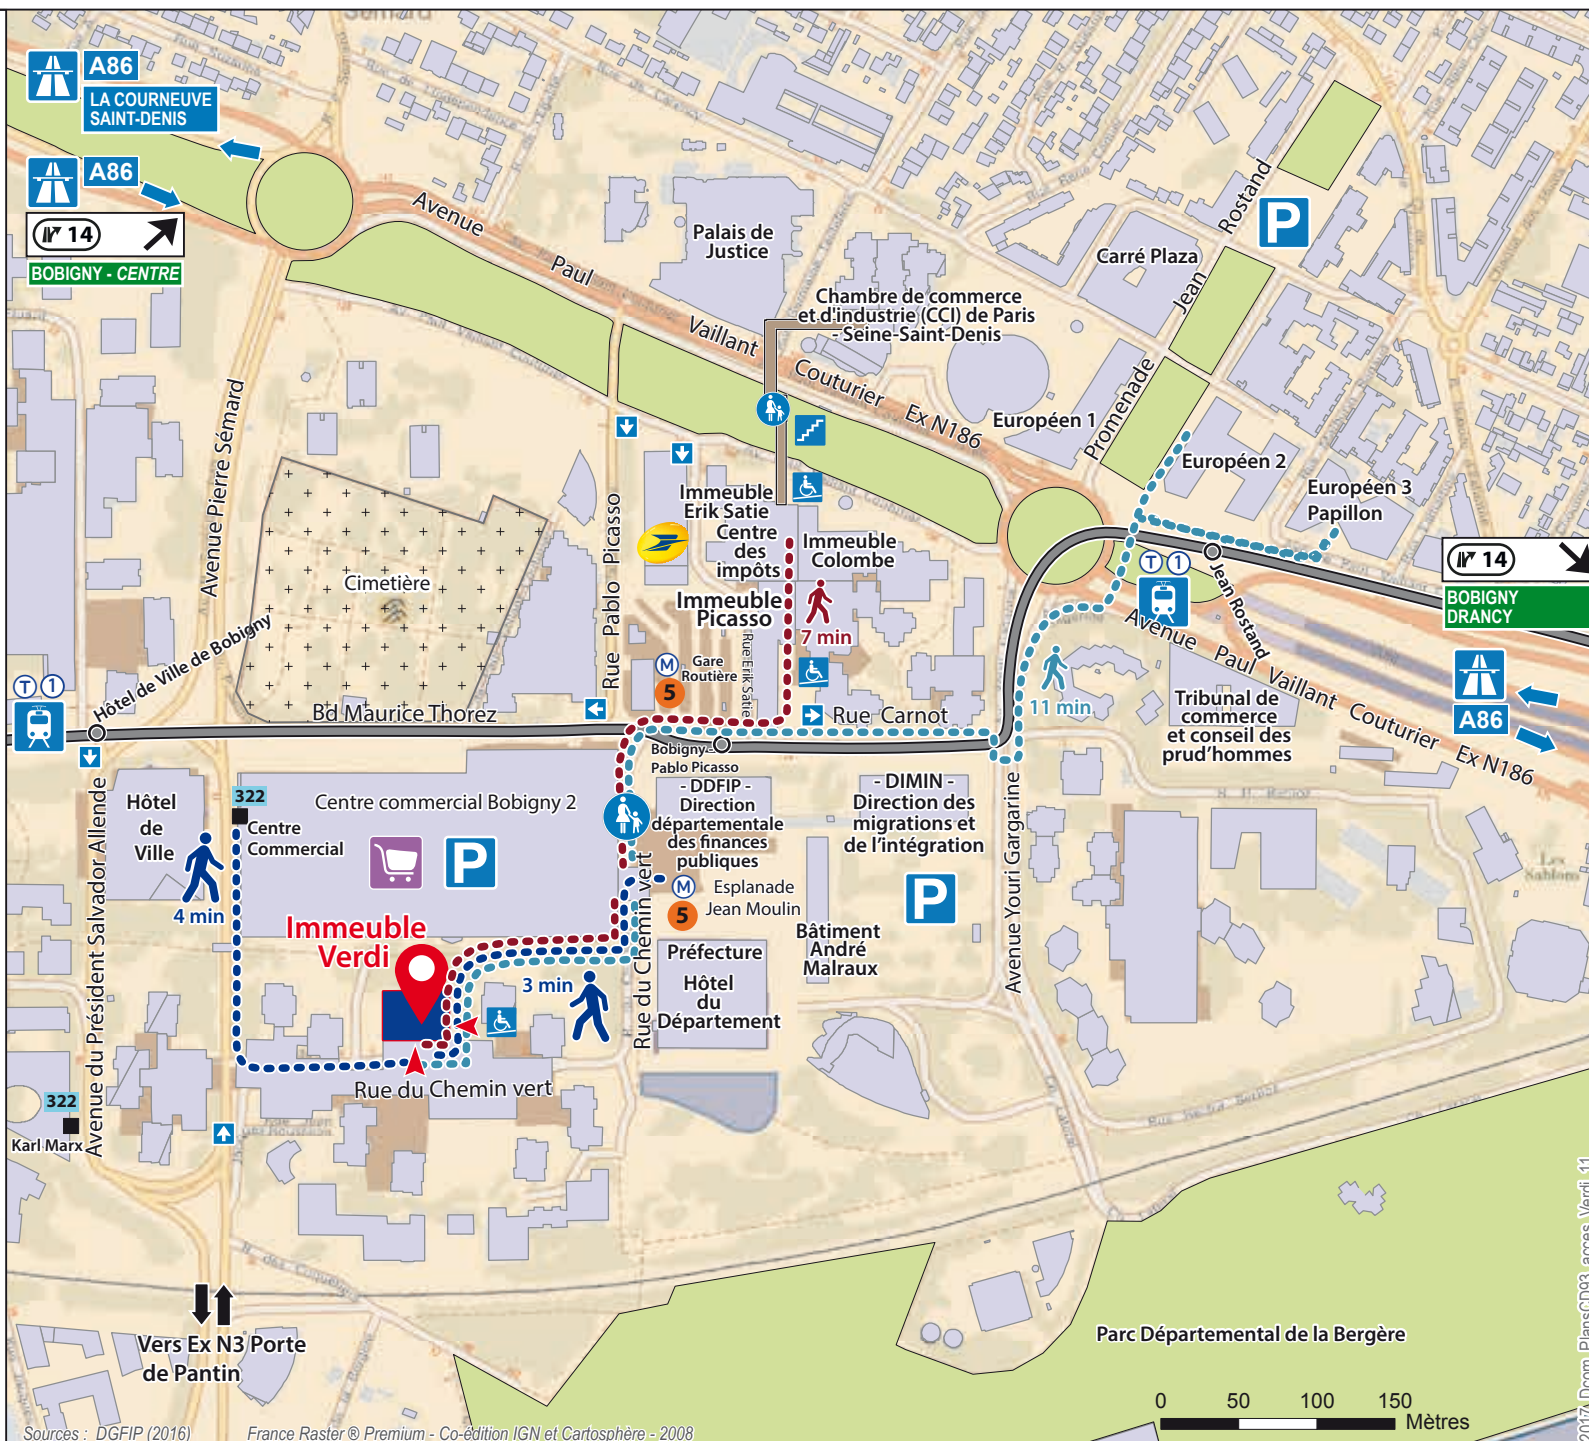 A86
LA COURNEUVE
SAINT-DENIS
A86
14
BOBIGNY - CENTRE
Avenue Paul Vaillant Couturier Ex N186
Palais de
Justice
Chambre de commerce
et d'industrie (CCI) de Paris
- Seine-Saint-Denis
Carré Plaza
Promenade Jean Rostand
P
Européen 1
Européen 2
Européen 3
Papillon
14
BOBIGNY
DRANCY
A86
Avenue Pierre Sémard
Cimetière
Rue Pablo Picasso
Immeuble
Erik Satie
Centre
des
impôts
Immeuble
Colombe
Immeuble
Picasso
7 min
M
5
Gare
Routière
Rue Erik Satie
T 1
Jean Rostand
Avenue Paul Vaillant Couturier Ex N186
11 min
Tribunal de
commerce
et conseil des
prud'hommes
T 1
Hôtel de Ville de Bobigny
Bd Maurice Thorez
Rue Carnot
Bobigny -
Pablo Picasso
Avenue du Président Salvador Allende
Hôtel
de
Ville
4 min
322
Centre
Commercial
Centre commercial Bobigny 2
P
- DDFIP -
Direction
départementale
des finances
publiques
- DIMIN -
Direction des
migrations et
de l'intégration
P
M
5
Esplanade
Jean Moulin
Bâtiment
André
Malraux
Avenue Youri Gargarine
Immeuble
Verdi
3 min
Préfecture
Hôtel
du
Département
Rue du Chemin vert
Rue du Chemin vert
322
Karl Marx
Vers Ex N3 Porte
de Pantin
Parc Départemental de la Bergère
0 50 100 150
Mètres
Sources : DGFIP (2016)
France Raster ® Premium - Co-édition IGN et Cartosphère - 2008
2017_Dcom_PlansCD93_acces_Verdi_11